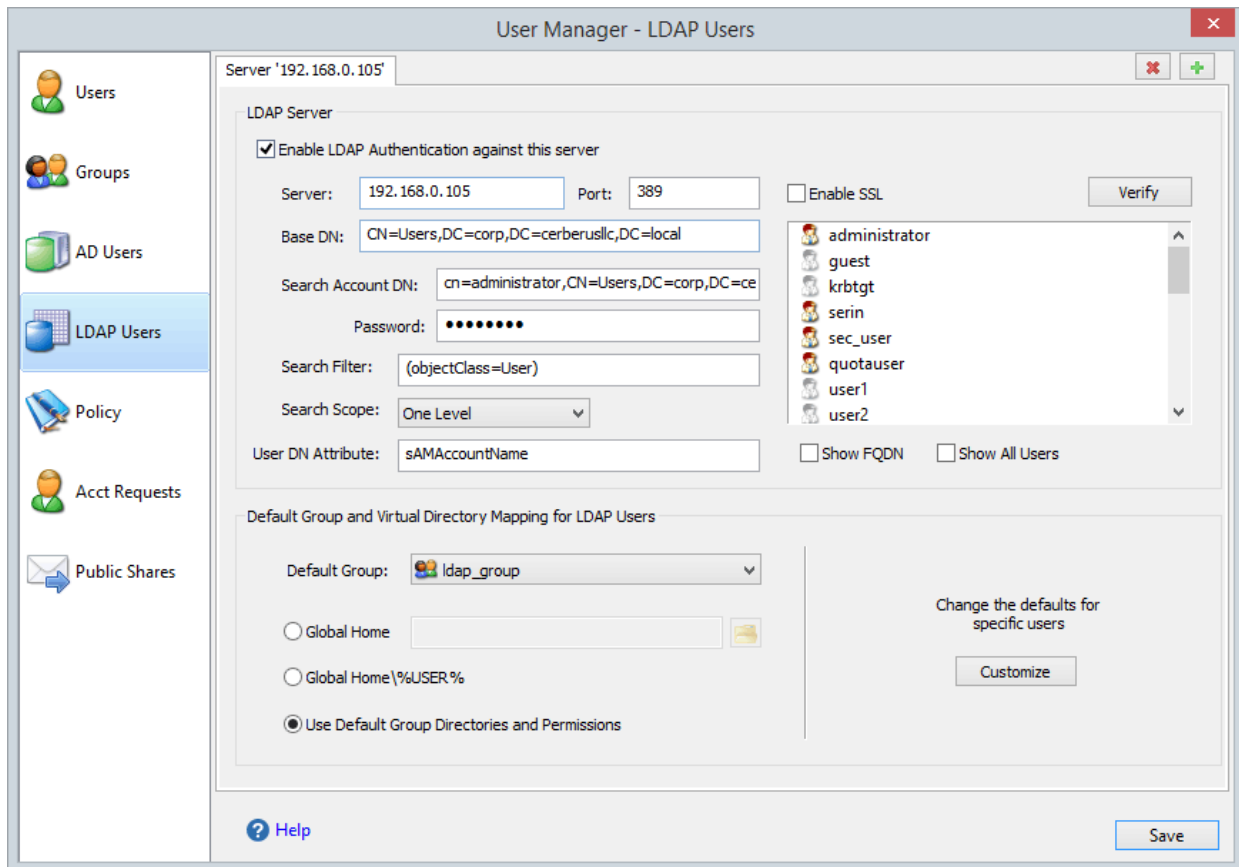 User Manager - LDAP Users
Users
Groups
AD Users
LDAP Users
Policy
Acct Requests
Public Shares
Server '192.168.0.105'
LDAP Server
Enable LDAP Authentication against this server
Server: 192.168.0.105 Port: 389 Enable SSL Verify
Base DN: CN=Users,DC=corp,DC=cerberusllc,DC=local
Search Account DN: cn=administrator,CN=Users,DC=corp,DC=ce
Password: ••••••••
Search Filter: (objectClass=User)
Search Scope: One Level
User DN Attribute: sAMAccountName
administrator
guest
krbtgt
serin
sec_user
quotauser
user1
user2
Show FQDN Show All Users
Default Group and Virtual Directory Mapping for LDAP Users
Default Group: ldap_group
Global Home
Global Home\%USER%
Use Default Group Directories and Permissions
Change the defaults for
specific users
Customize
Help
Save